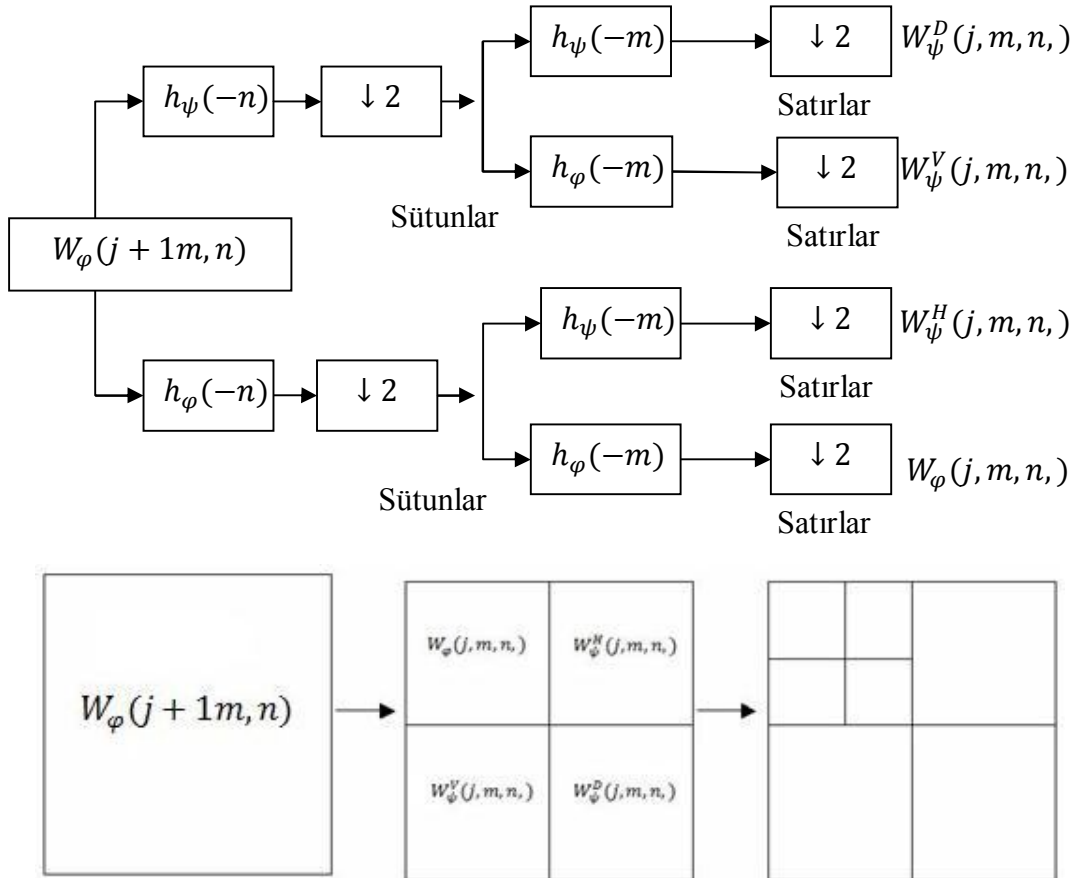 h_ψ(−m) ↓ 2 W_ψ^D(j, m, n,)
h_ψ(−n) ↓ 2 Satırlar
h_φ(−m) ↓ 2 W_ψ^V(j, m, n,)
Sütunlar
Satırlar
W_φ(j + 1m, n)
h_ψ(−m) ↓ 2 W_ψ^H(j, m, n,)
h_φ(−n) ↓ 2 Satırlar
h_φ(−m) ↓ 2 W_φ(j, m, n,)
Sütunlar
Satırlar
W_φ(j + 1m, n)
W_φ(j, m, n,) W_ψ^H(j, m, n,)
W_ψ^V(j, m, n,) W_ψ^D(j, m, n,)